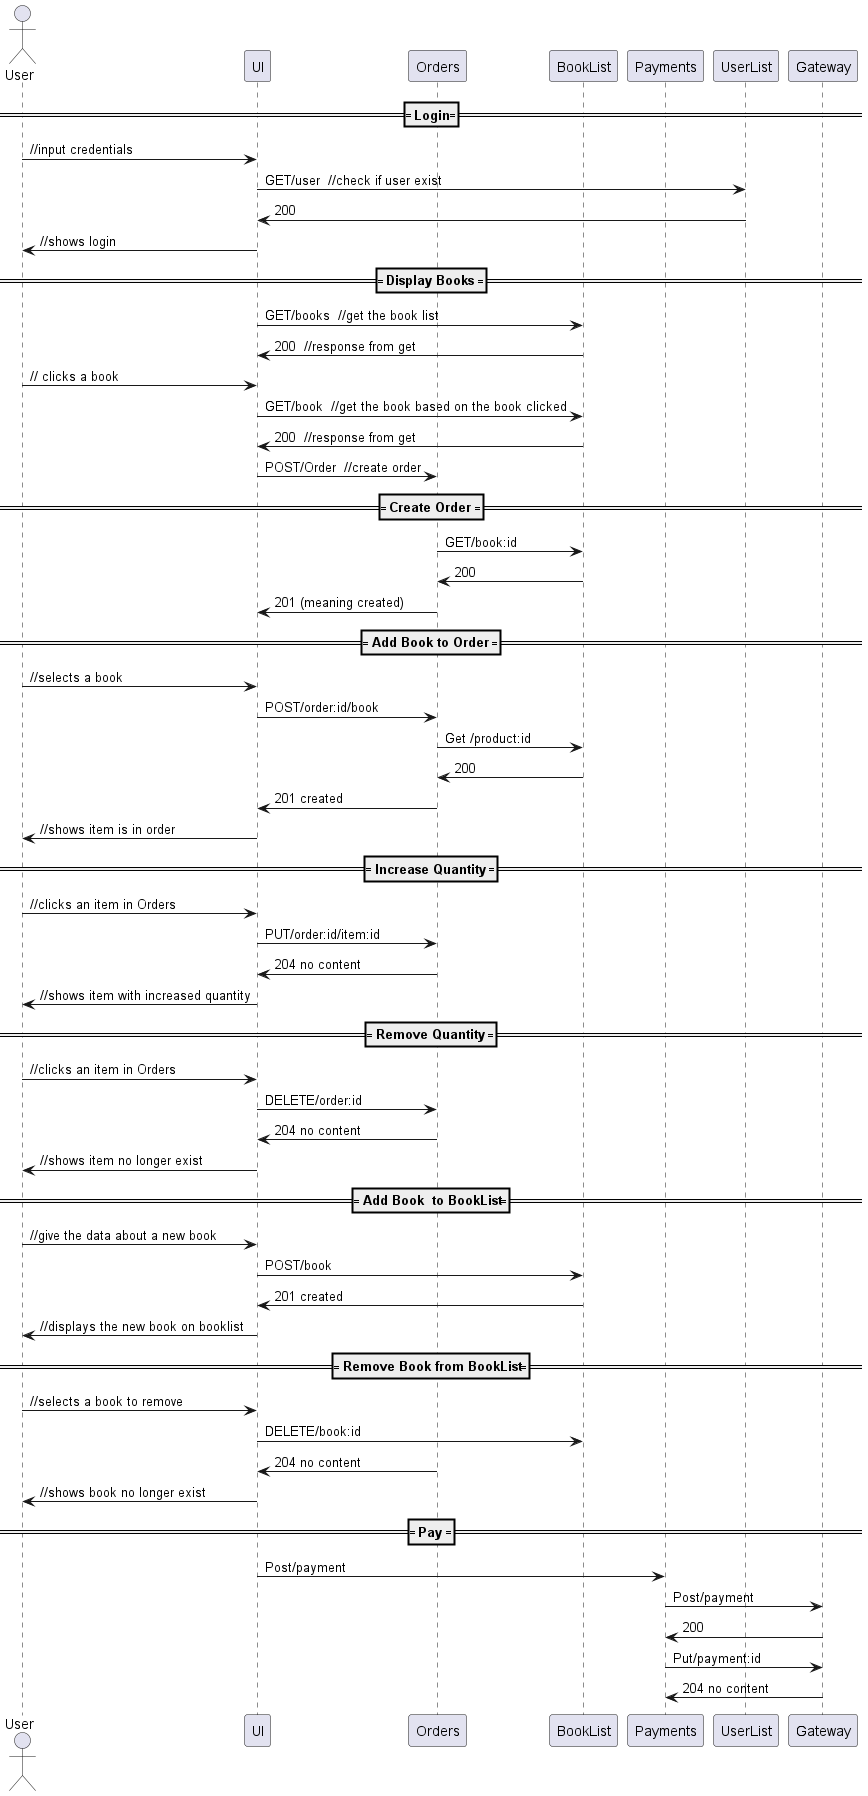 User
UI
Orders
BookList
Payments
UserList
Gateway
Login
//input credentials
GET/user  //check if user exist
200
//shows login
Display Books
GET/books  //get the book list
200  //response from get
// clicks a book
GET/book  //get the book based on the book clicked
200  //response from get
POST/Order  //create order
Create Order
GET/book:id
200
201 (meaning created)
Add Book to Order
//selects a book
POST/order:id/book
Get /product:id
200
201 created
//shows item is in order
Increase Quantity
//clicks an item in Orders
PUT/order:id/item:id
204 no content
//shows item with increased quantity
Remove Quantity
//clicks an item in Orders
DELETE/order:id
204 no content
//shows item no longer exist
Add Book  to BookList
//give the data about a new book
POST/book
201 created
//displays the new book on booklist
Remove Book from BookList
//selects a book to remove
DELETE/book:id
204 no content
//shows book no longer exist
Pay
Post/payment
Post/payment
200
Put/payment:id
204 no content
User
UI
Orders
BookList
Payments
UserList
Gateway